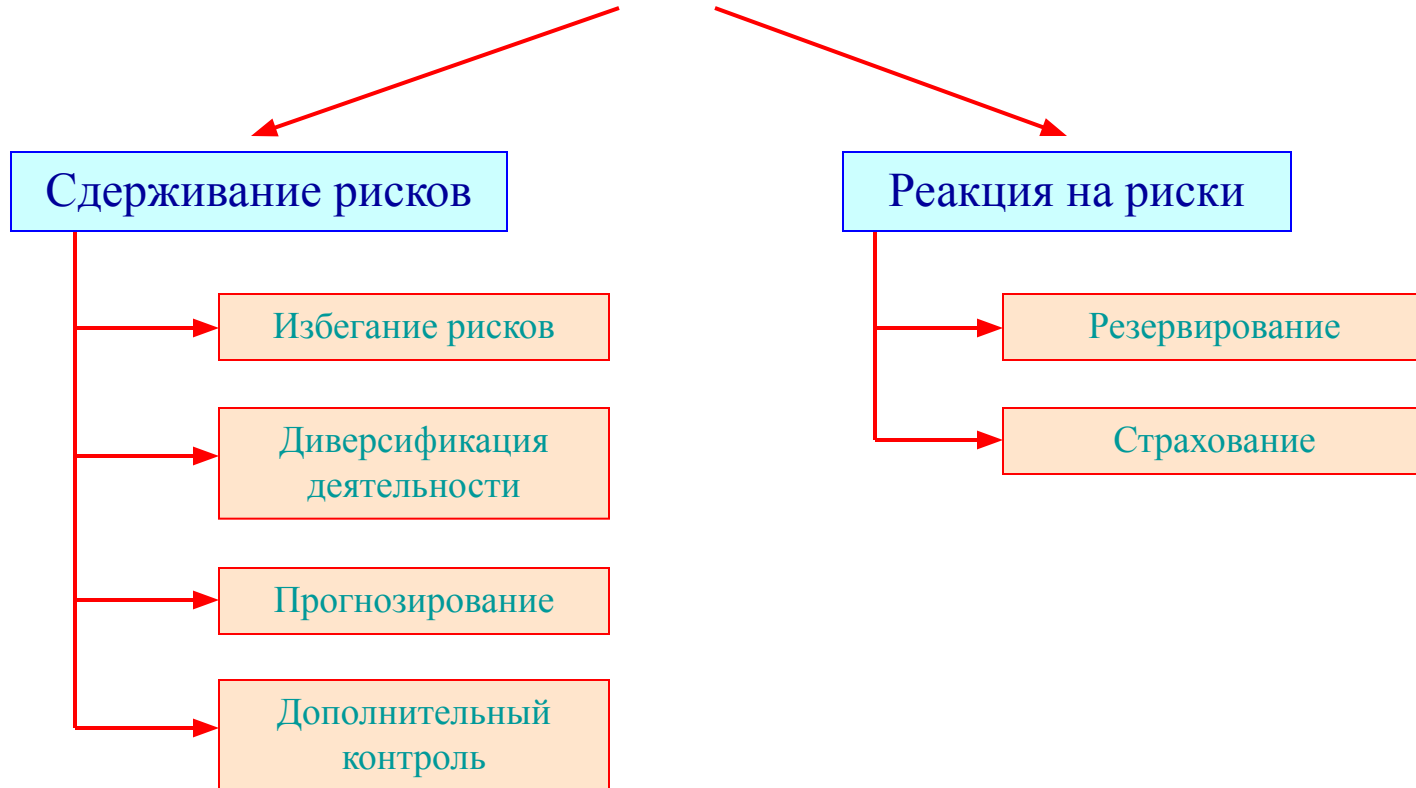 Сдерживание рисков
Избегание рисков
Диверсификация
деятельности
Прогнозирование
Дополнительный
контроль
Реакция на риски
Резервирование
Страхование